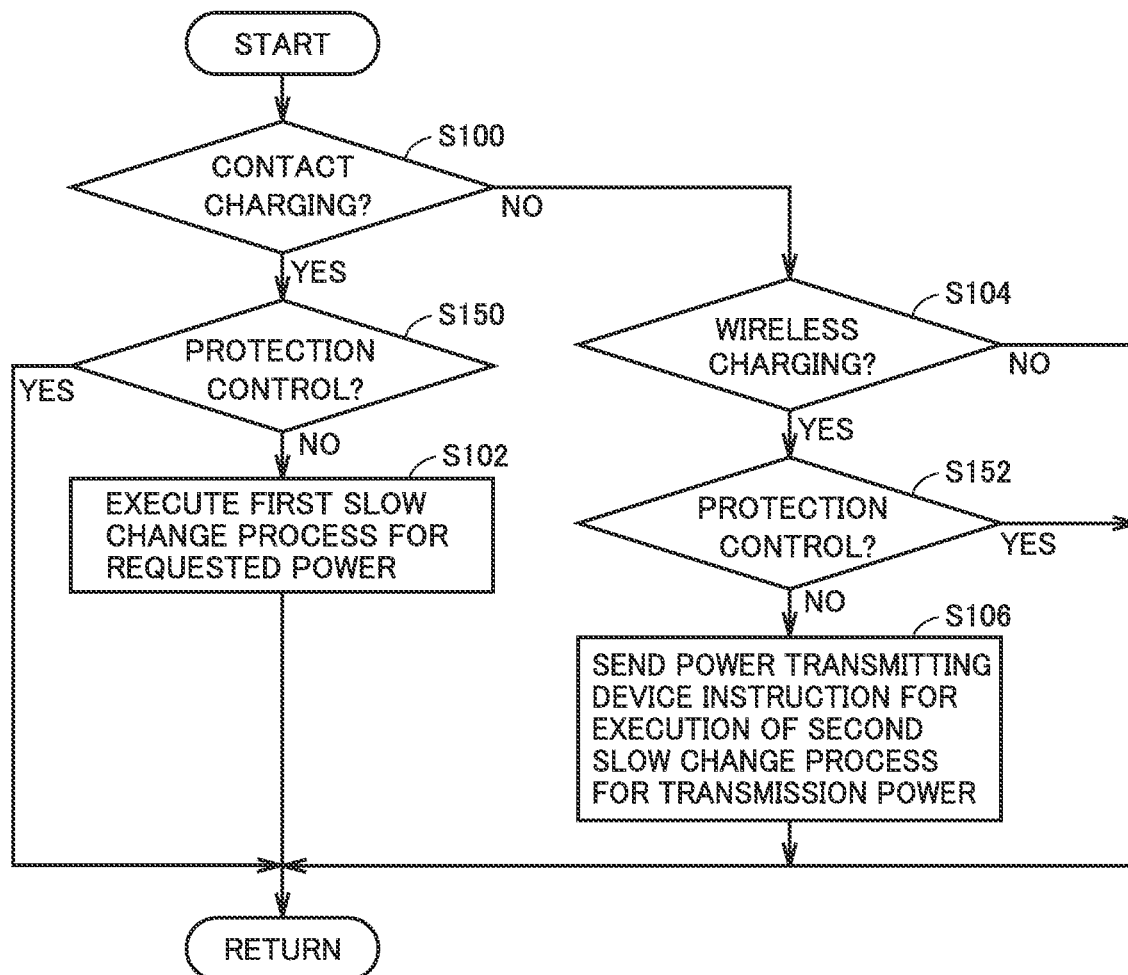 START
S100
CONTACT
CHARGING?
NO
YES
S150
PROTECTION
CONTROL?
YES
NO
S102
EXECUTE FIRST SLOW
CHANGE PROCESS FOR
REQUESTED POWER
S104
WIRELESS
CHARGING?
NO
YES
S152
PROTECTION
CONTROL?
YES
NO
S106
SEND POWER TRANSMITTING
DEVICE INSTRUCTION FOR
EXECUTION OF SECOND
SLOW CHANGE PROCESS
FOR TRANSMISSION POWER
RETURN